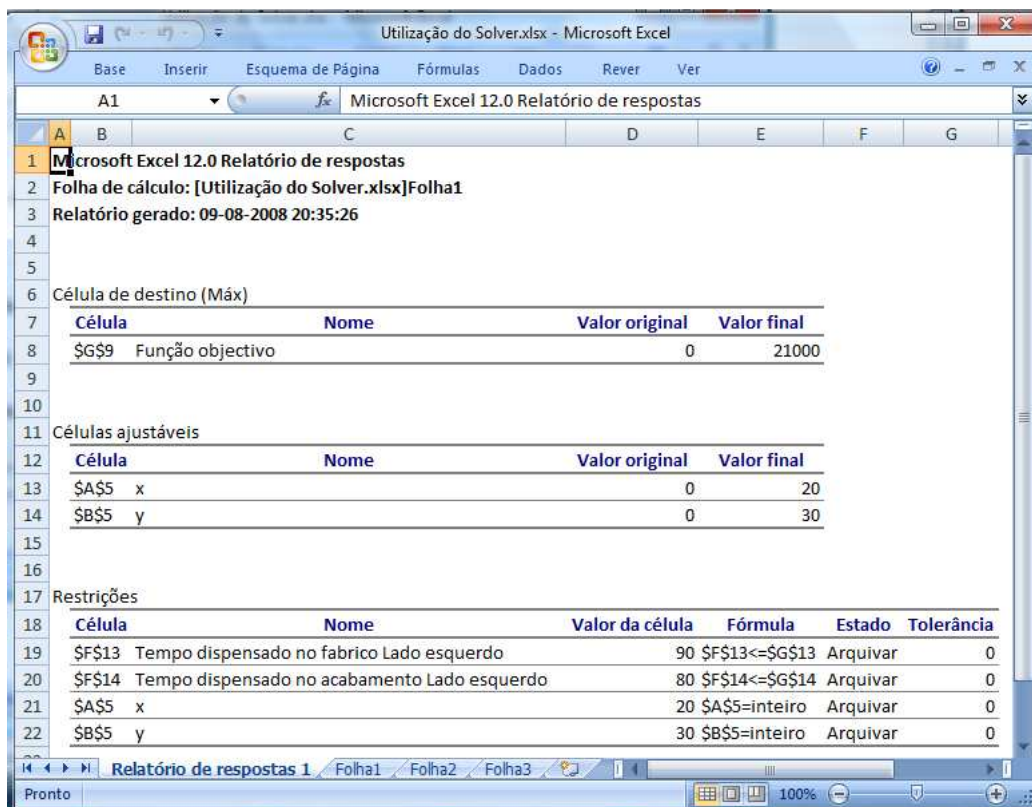 Utilização do Solver.xlsx - Microsoft Excel
Base Inserir Esquema de Página Fórmulas Dados Rever Ver
A1 fx Microsoft Excel 12.0 Relatório de respostas
A B C D E F G
1 Microsoft Excel 12.0 Relatório de respostas
2 Folha de cálculo: [Utilização do Solver.xlsx]Folha1
3 Relatório gerado: 09-08-2008 20:35:26
4
5
6 Célula de destino (Máx)
7 Célula Nome Valor original Valor final
8 $G$9 Função objectivo 0 21000
9
10
11 Células ajustáveis
12 Célula Nome Valor original Valor final
13 $A$5 x 0 20
14 $B$5 y 0 30
15
16
17 Restrições
18 Célula Nome Valor da célula Fórmula Estado Tolerância
19 $F$13 Tempo dispensado no fabrico Lado esquerdo 90 $F$13<=$G$13 Arquivar 0
20 $F$14 Tempo dispensado no acabamento Lado esquerdo 80 $F$14<=$G$14 Arquivar 0
21 $A$5 x 20 $A$5=inteiro Arquivar 0
22 $B$5 y 30 $B$5=inteiro Arquivar 0
Relatório de respostas 1 Folha1 Folha2 Folha3
Pronto 100%